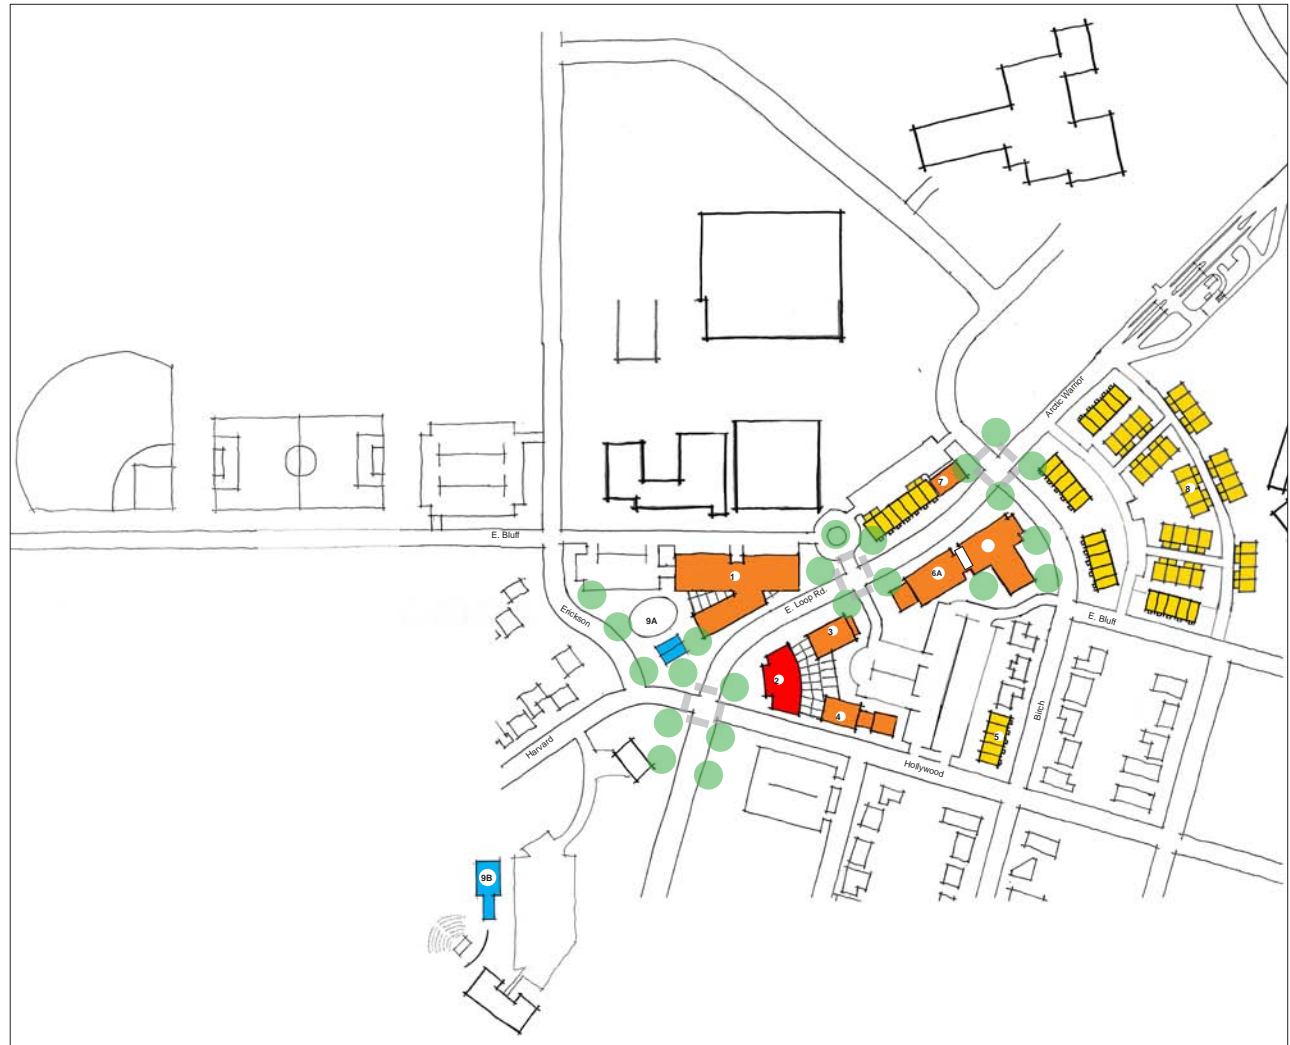 Arctic Warrior
7
8
E. Bluff
1
6A
E. Loop Rd.
Erickson
9A
E. Bluff
3
2
4
5
Birch
Harvard
Hollywood
9B